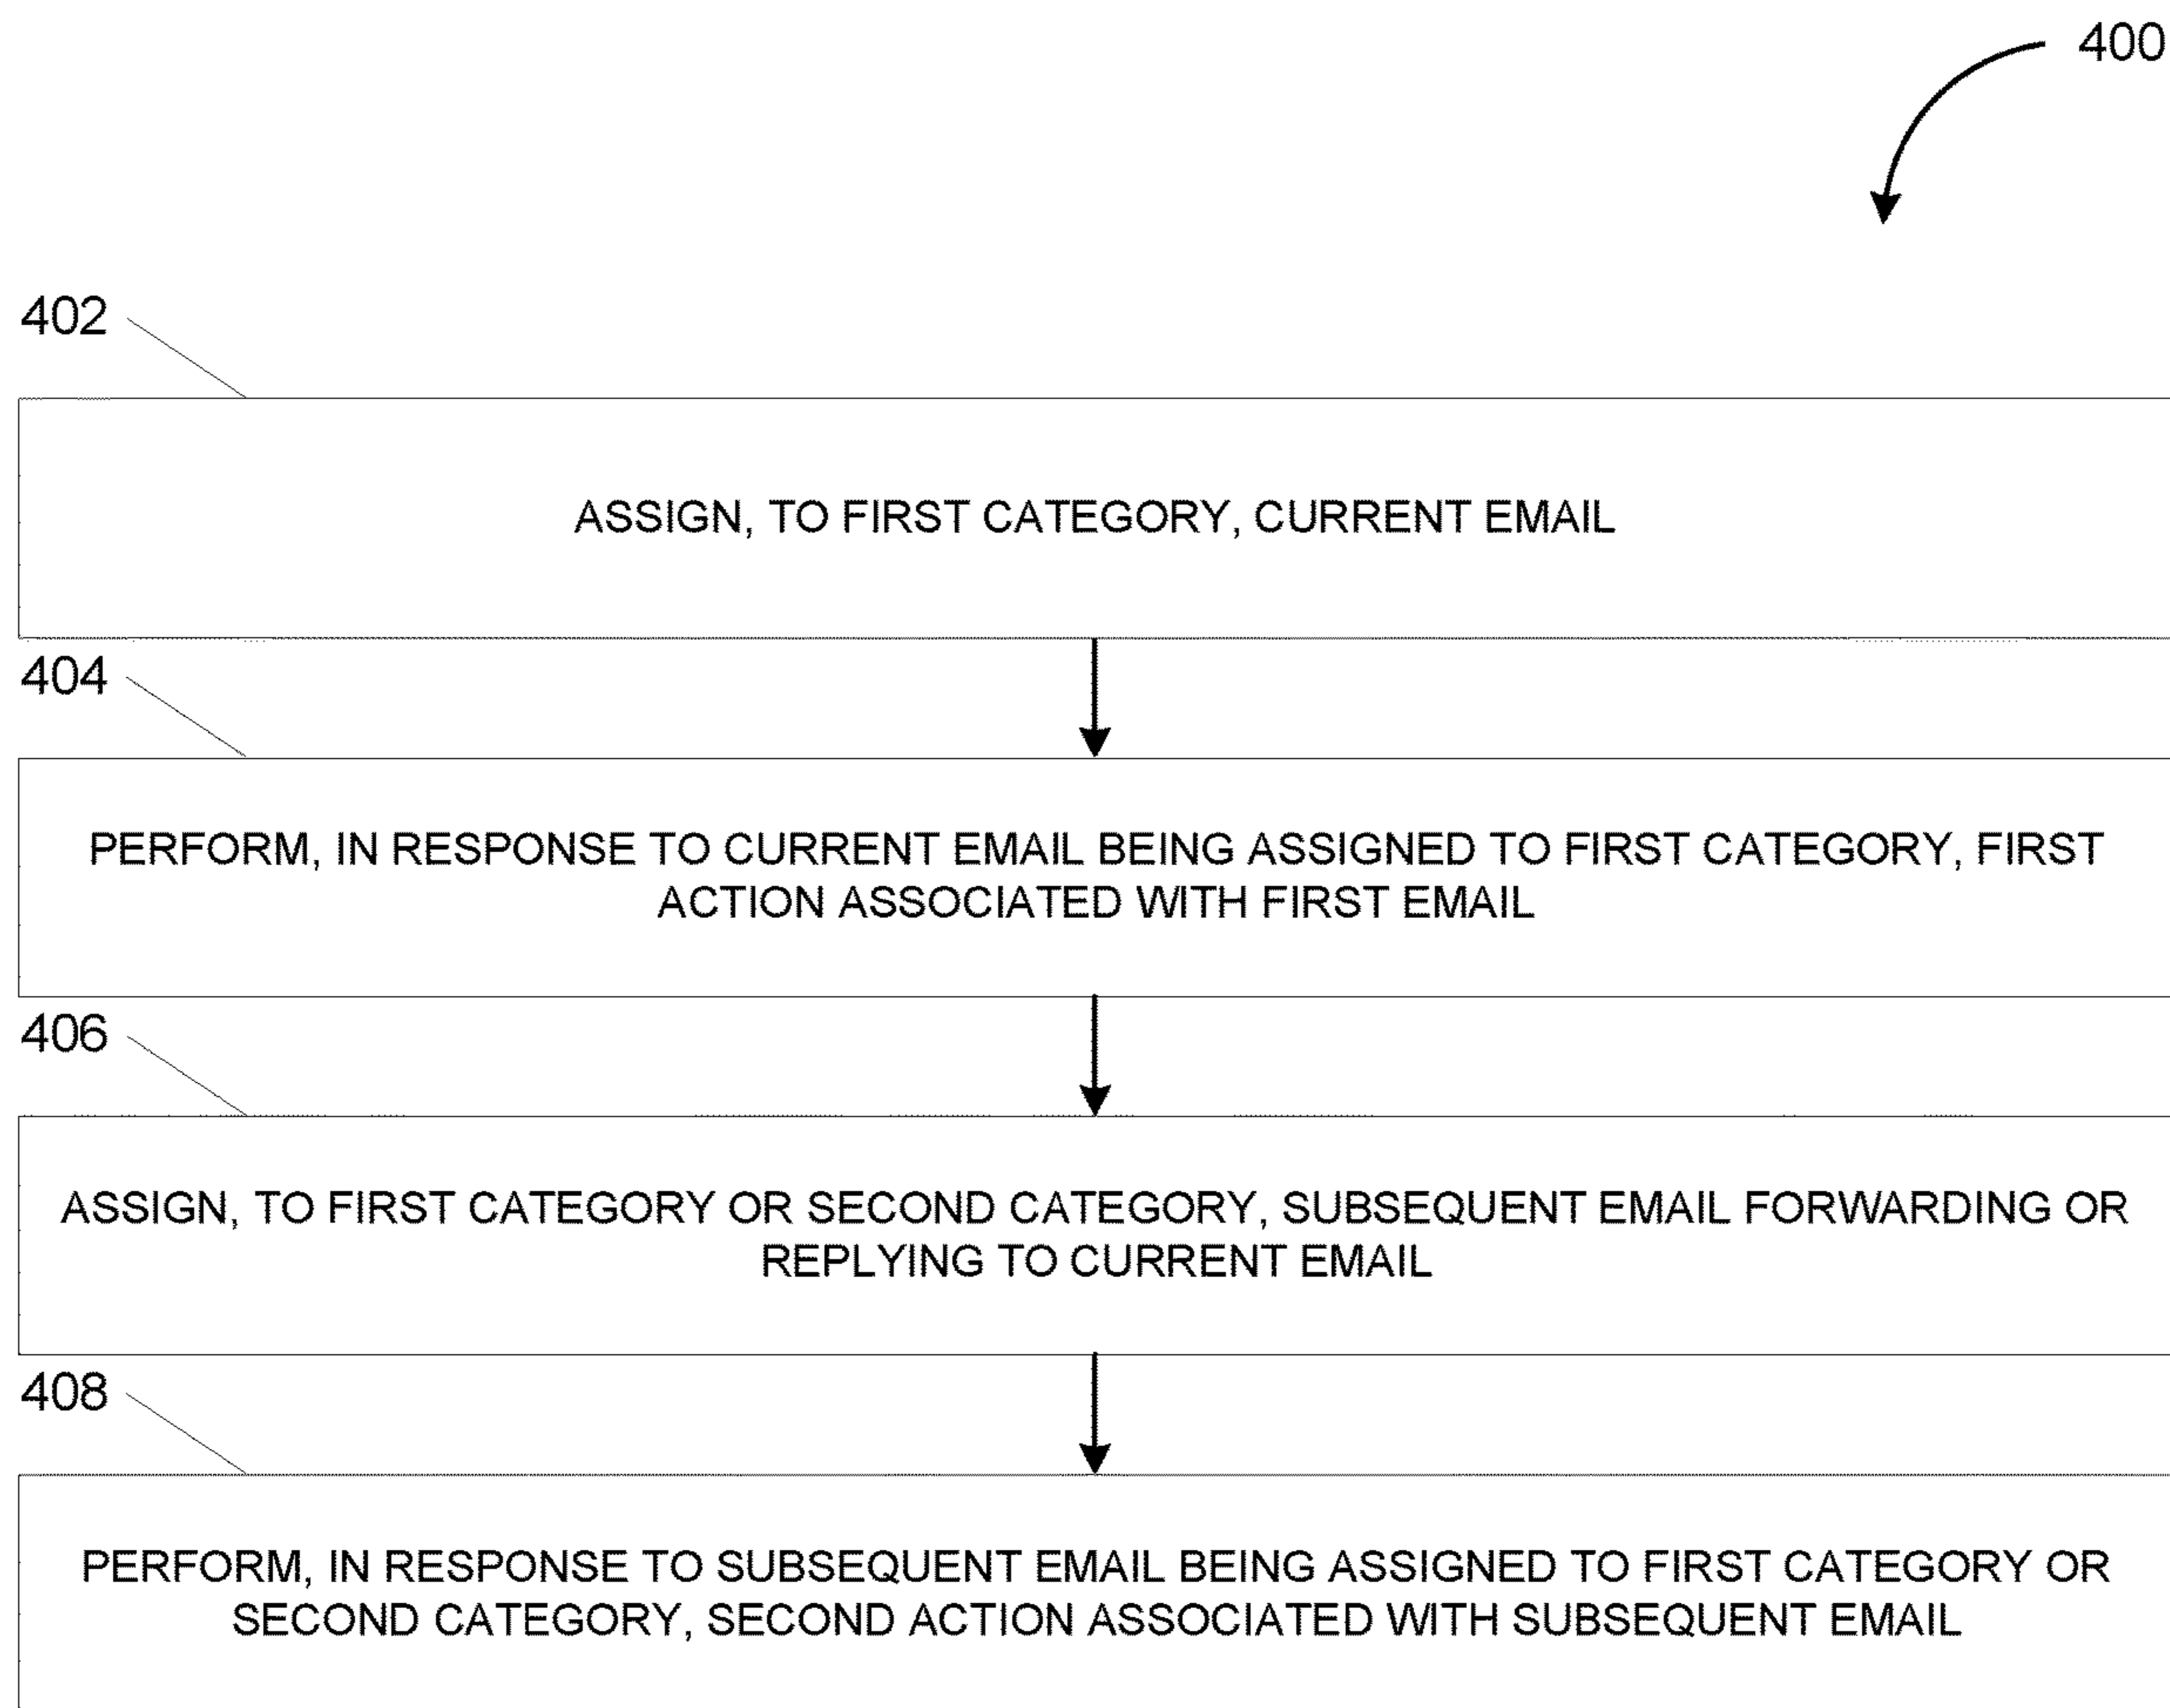 400
402
ASSIGN, TO FIRST CATEGORY, CURRENT EMAIL
404
PERFORM, IN RESPONSE TO CURRENT EMAIL BEING ASSIGNED TO FIRST CATEGORY, FIRST
ACTION ASSOCIATED WITH FIRST EMAIL
406
ASSIGN, TO FIRST CATEGORY OR SECOND CATEGORY, SUBSEQUENT EMAIL FORWARDING OR
REPLYING TO CURRENT EMAIL
408
PERFORM, IN RESPONSE TO SUBSEQUENT EMAIL BEING ASSIGNED TO FIRST CATEGORY OR
SECOND CATEGORY, SECOND ACTION ASSOCIATED WITH SUBSEQUENT EMAIL